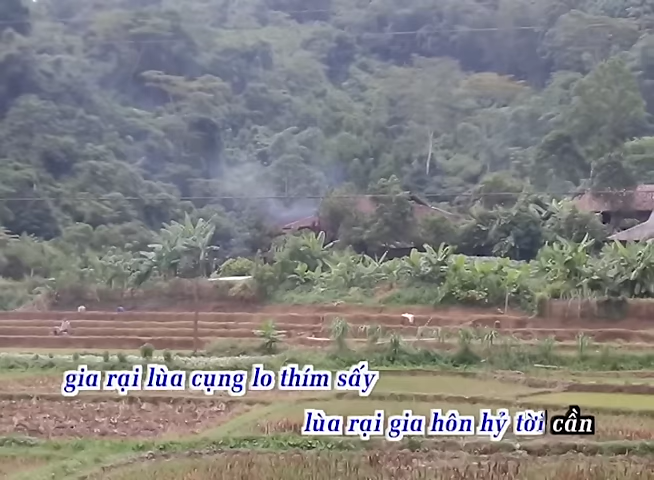 gia rại lùa cụng lo thím sấy
lùa rại gia hôn hỷ tời cần